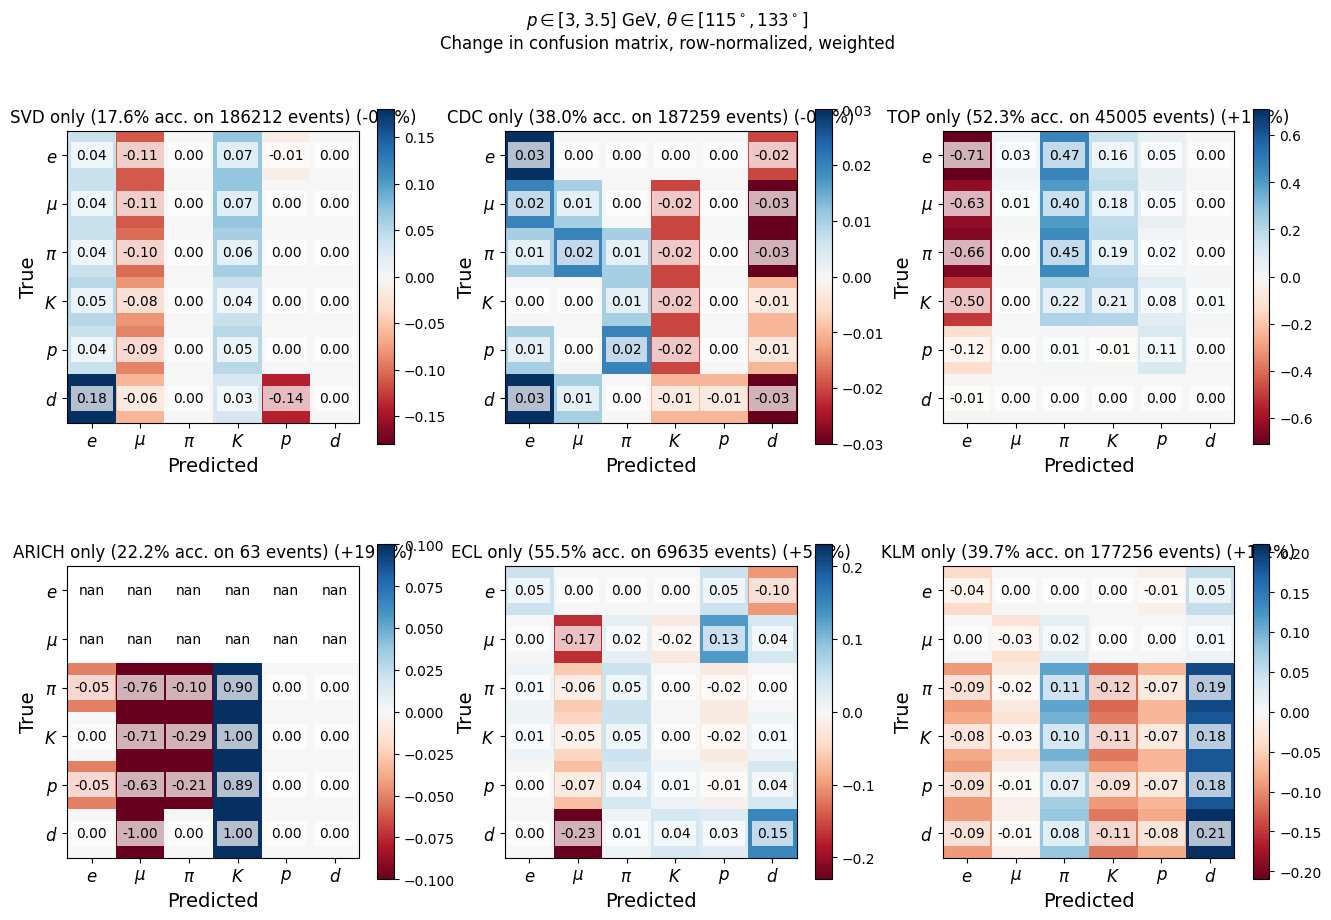 p ∈ [3, 3.5] GeV, θ ∈ [115°, 133°]
Change in confusion matrix, row-normalized, weighted
SVD only (17.6% acc. on 186212 events)
e 0.04 -0.11 0.00 0.07 -0.01 0.00
μ 0.04 -0.11 0.00 0.07 0.00 0.00
π 0.04 -0.10 0.00 0.06 0.00 0.00
K 0.05 -0.08 0.00 0.04 0.00 0.00
p 0.04 -0.09 0.00 0.05 0.00 0.00
d 0.18 -0.06 0.00 0.03 -0.14 0.00
True
e μ π K p d
Predicted
0.15
0.10
0.05
0.00
−0.05
−0.10
−0.15
CDC only (38.0% acc. on 187259 events)
e 0.03 0.00 0.00 0.00 0.00 -0.02
μ 0.02 0.01 0.00 -0.02 0.00 -0.03
π 0.01 0.02 0.01 -0.02 0.00 -0.03
K 0.00 0.00 0.01 -0.02 0.00 -0.01
p 0.01 0.00 0.02 -0.02 0.00 -0.01
d 0.03 0.01 0.00 -0.01 -0.01 -0.03
True
e μ π K p d
Predicted
0.03
0.02
0.01
0.00
−0.01
−0.02
−0.03
TOP only (52.3% acc. on 45005 events)
e -0.71 0.03 0.47 0.16 0.05 0.00
μ -0.63 0.01 0.40 0.18 0.05 0.00
π -0.66 0.00 0.45 0.19 0.02 0.00
K -0.50 0.00 0.22 0.21 0.08 0.01
p -0.12 0.00 0.01 -0.01 0.11 0.00
d -0.01 0.00 0.00 0.00 0.00 0.00
True
e μ π K p d
Predicted
0.6
0.4
0.2
0.0
−0.2
−0.4
−0.6
ARICH only (22.2% acc. on 63 events)
e nan nan nan nan nan nan
μ nan nan nan nan nan nan
π -0.05 -0.76 -0.10 0.90 0.00 0.00
K 0.00 -0.71 -0.29 1.00 0.00 0.00
p -0.05 -0.63 -0.21 0.89 0.00 0.00
d 0.00 -1.00 0.00 1.00 0.00 0.00
True
e μ π K p d
Predicted
0.100
0.075
0.050
0.025
0.000
−0.025
−0.050
−0.075
−0.100
ECL only (55.5% acc. on 69635 events)
e 0.05 0.00 0.00 0.00 0.05 -0.10
μ 0.00 -0.17 0.02 -0.02 0.13 0.04
π 0.01 -0.06 0.05 0.00 -0.02 0.00
K 0.01 -0.05 0.05 0.00 -0.02 0.01
p 0.00 -0.07 0.04 0.01 -0.01 0.04
d 0.00 -0.23 0.01 0.04 0.03 0.15
True
e μ π K p d
Predicted
0.2
0.1
0.0
−0.1
−0.2
KLM only (39.7% acc. on 177256 events)
e -0.04 0.00 0.00 0.00 -0.01 0.05
μ 0.00 -0.03 0.02 0.00 0.00 0.01
π -0.09 -0.02 0.11 -0.12 -0.07 0.19
K -0.08 -0.03 0.10 -0.11 -0.07 0.18
p -0.09 -0.01 0.07 -0.09 -0.07 0.18
d -0.09 -0.01 0.08 -0.11 -0.08 0.21
True
e μ π K p d
Predicted
0.20
0.15
0.10
0.05
0.00
−0.05
−0.10
−0.15
−0.20